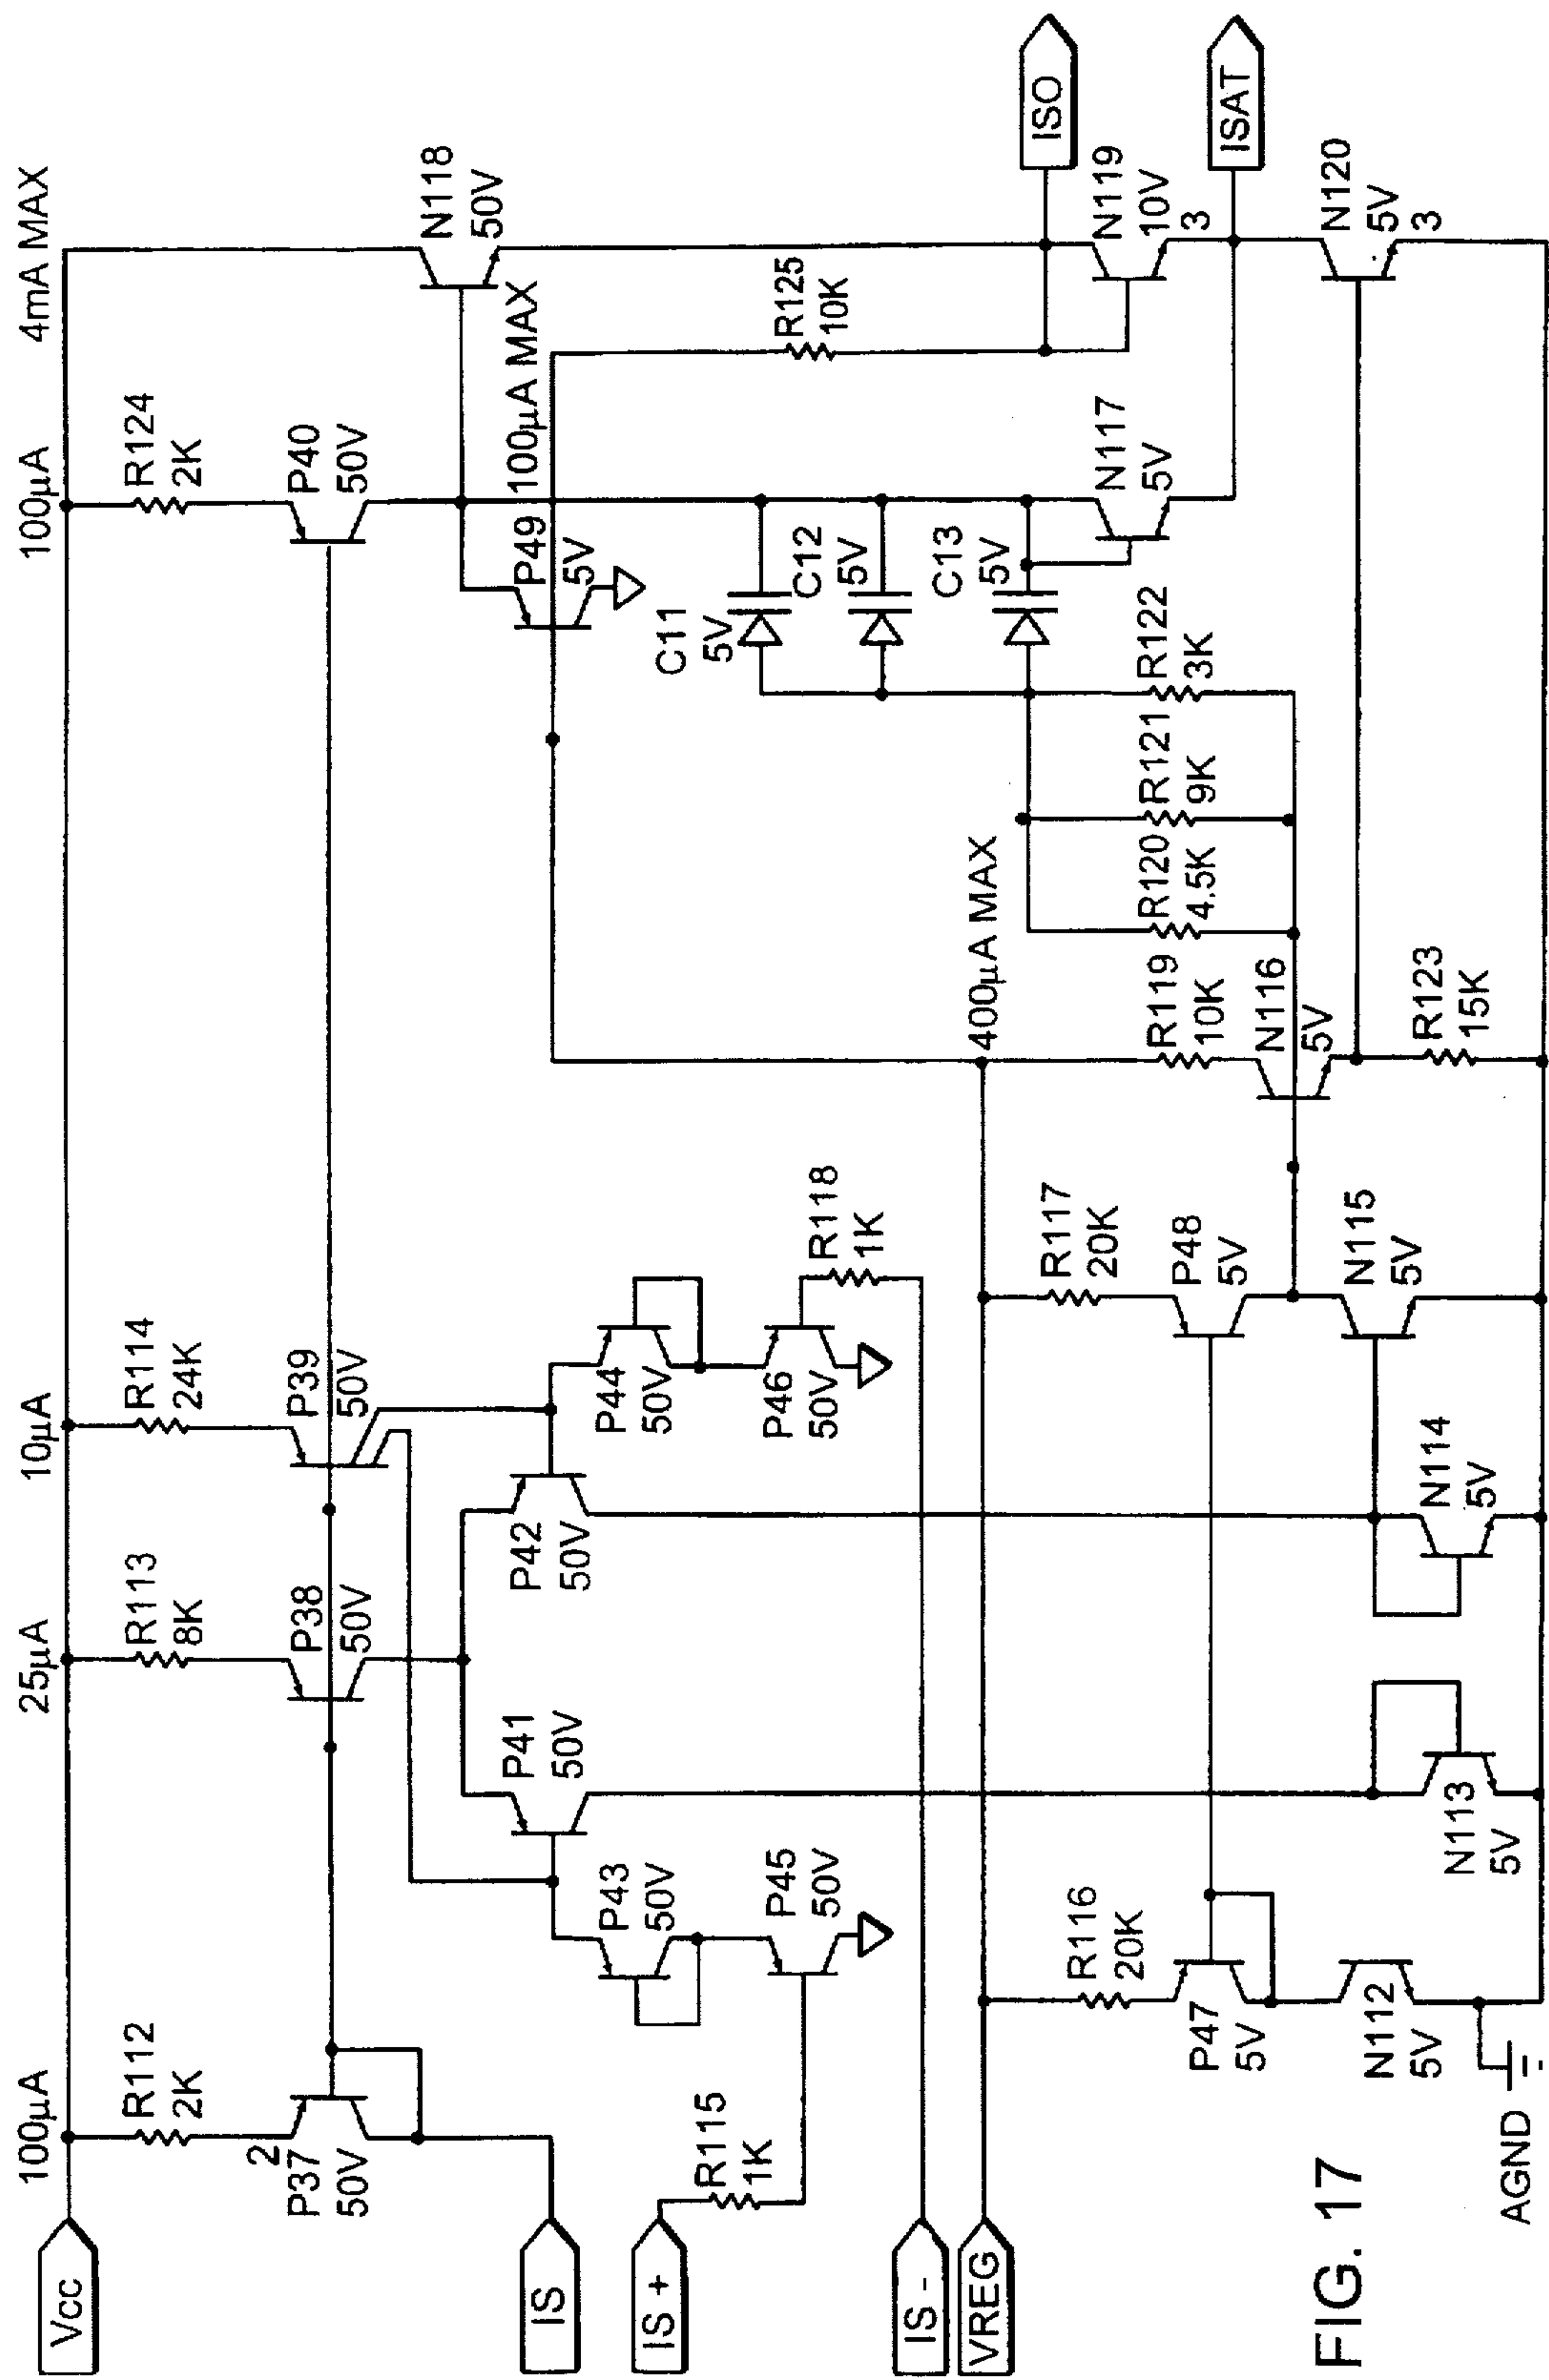 Vcc
IS
IS +
IS -
VREG
100µA
R112
2K
2
P37
50V
R115
1K
25µA
R113
8K
P38
50V
10µA
R114
24K
P39
50V
P41
50V
P42
50V
P43
50V
P45
50V
P44
50V
P46
50V
R118
1K
R116
20K
P47
5V
N112
5V
AGND
N113
5V
N114
5V
R117
20K
P48
5V
N115
5V
400µA MAX
R119
10K
N116
5V
R123
15K
R120
4.5K
R121
9K
R122
3K
C11
5V
C12
5V
C13
5V
100µA
R124
2K
P40
50V
P49
5V
100µA MAX
R125
10K
N117
5V
4mA MAX
N118
50V
N119
10V
3
N120
5V
3
ISO
ISAT
FIG. 17